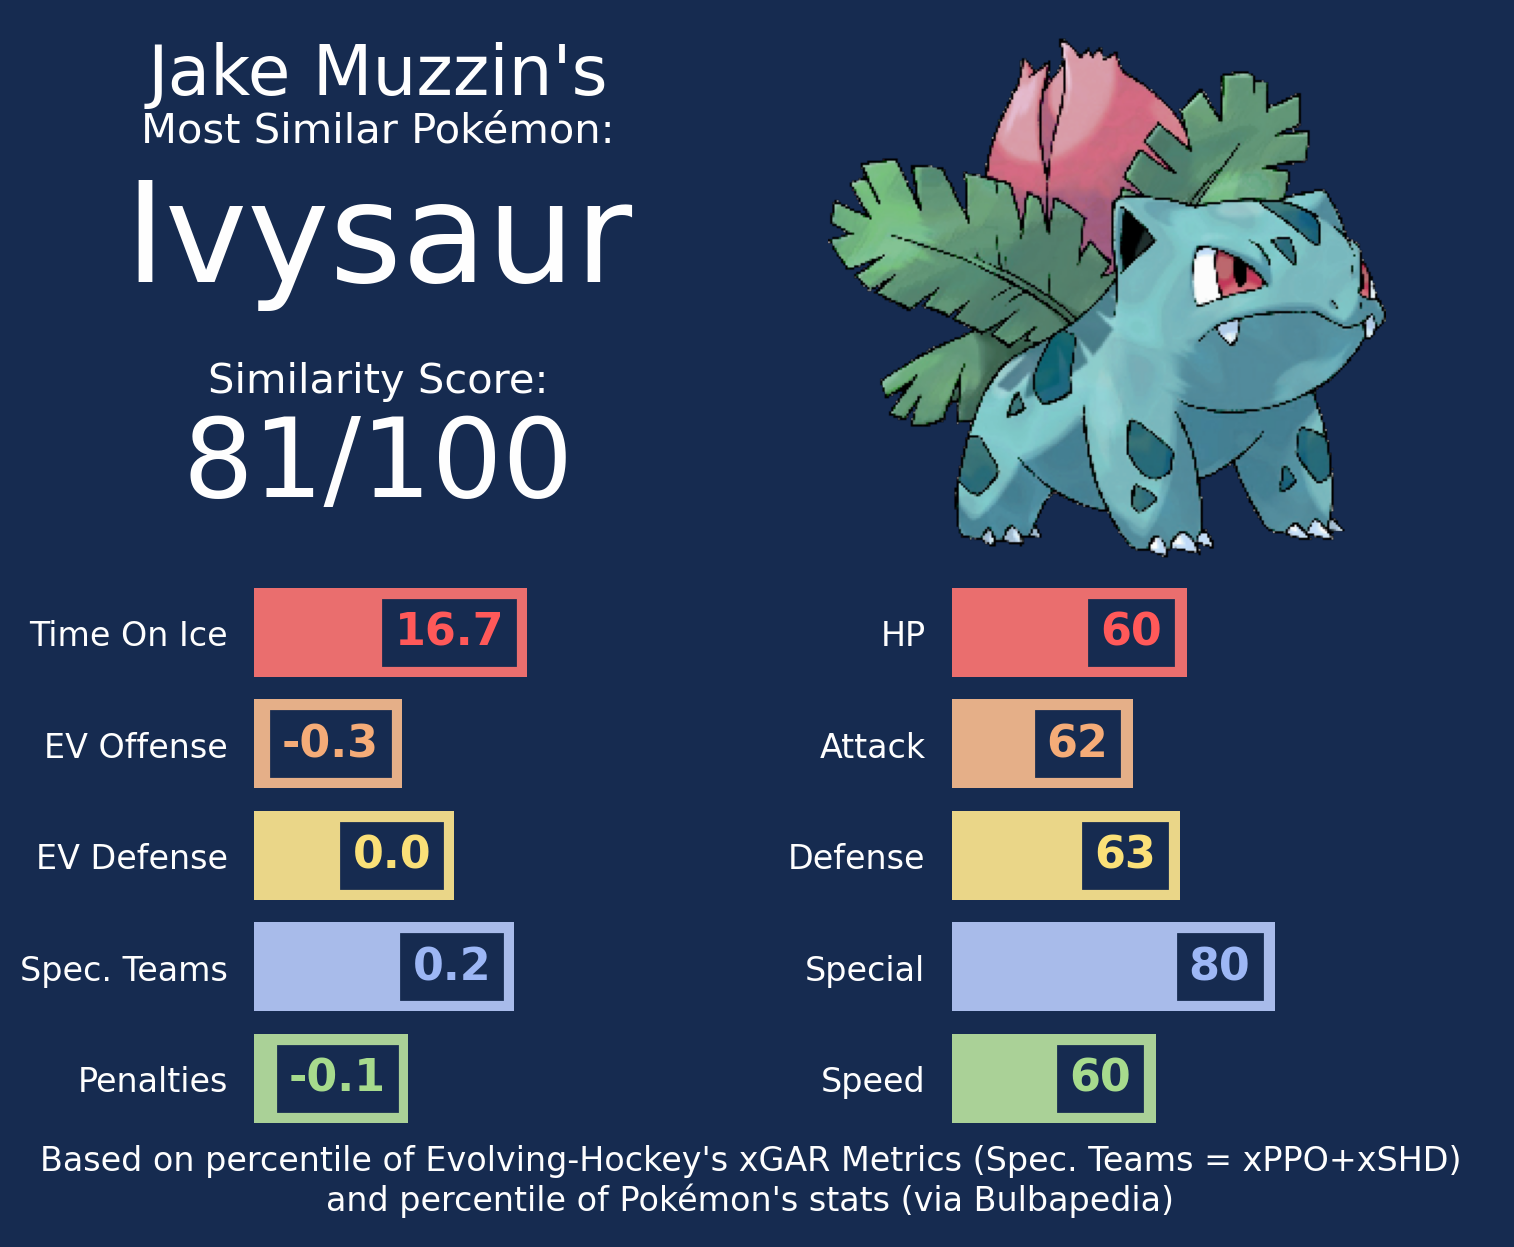 Jake Muzzin's
Most Similar Pokémon:
Ivysaur
Similarity Score:
81/100
Time On Ice 16.7
EV Offense -0.3
EV Defense 0.0
Spec. Teams 0.2
Penalties -0.1
HP 60
Attack 62
Defense 63
Special 80
Speed 60
Based on percentile of Evolving-Hockey's xGAR Metrics (Spec. Teams = xPPO+xSHD)
and percentile of Pokémon's stats (via Bulbapedia)